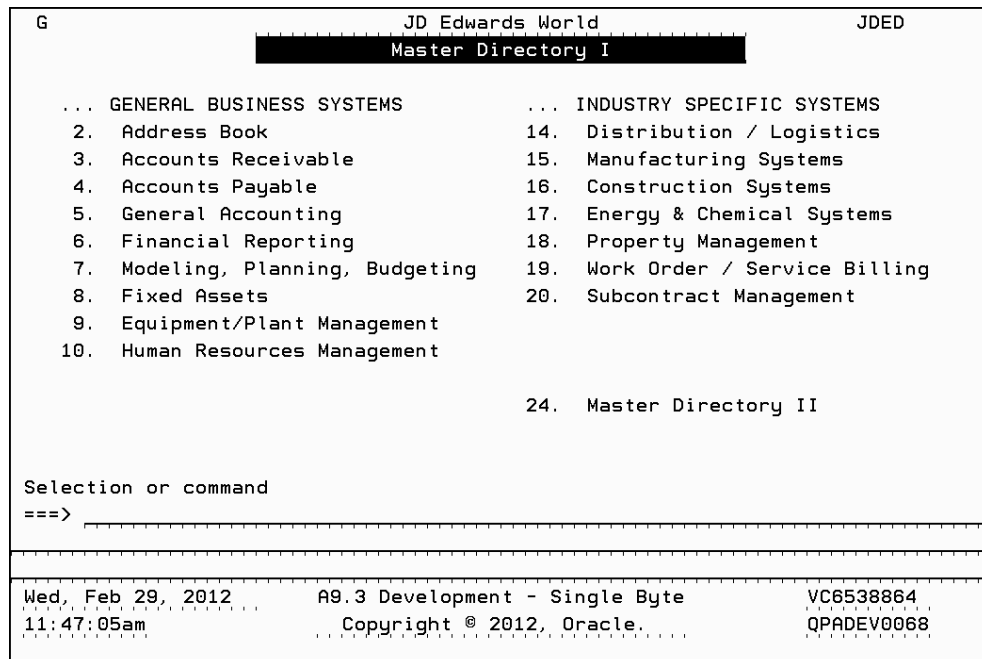 G JD Edwards World JDED
Master Directory I
... GENERAL BUSINESS SYSTEMS ... INDUSTRY SPECIFIC SYSTEMS
2. Address Book 14. Distribution / Logistics
3. Accounts Receivable 15. Manufacturing Systems
4. Accounts Payable 16. Construction Systems
5. General Accounting 17. Energy & Chemical Systems
6. Financial Reporting 18. Property Management
7. Modeling, Planning, Budgeting 19. Work Order / Service Billing
8. Fixed Assets 20. Subcontract Management
9. Equipment/Plant Management
10. Human Resources Management
24. Master Directory II
Selection or command
===>
Wed, Feb 29, 2012 A9.3 Development - Single Byte VC6538864
11:47:05am Copyright © 2012, Oracle. QPADEV0068